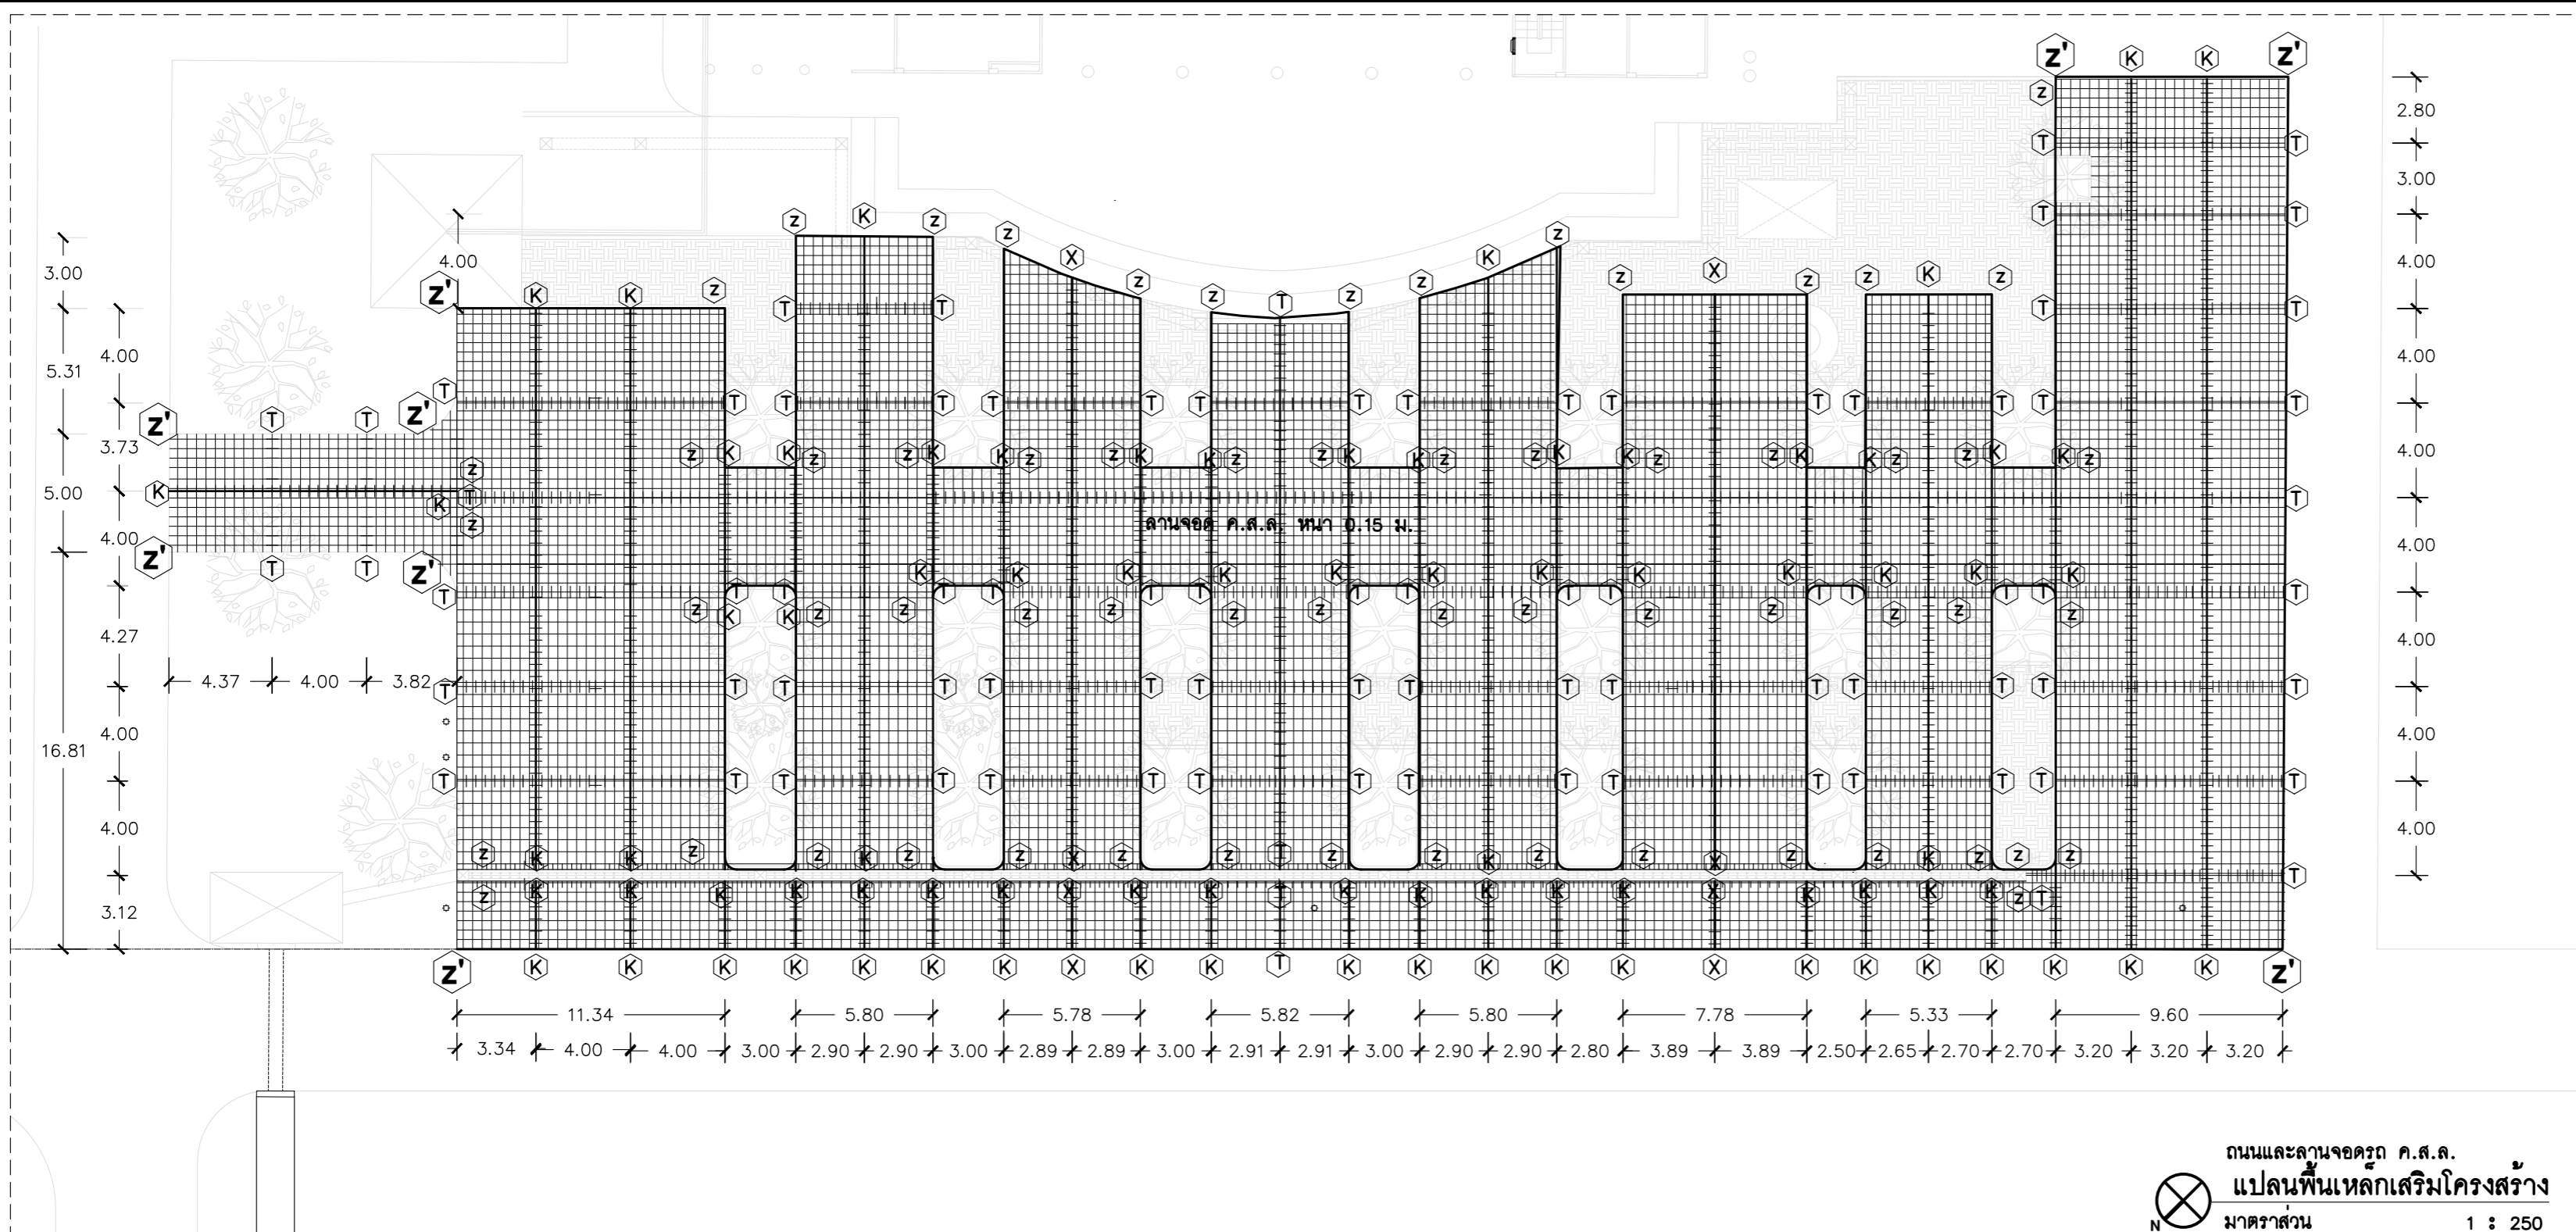 Z' K K Z'
Z
2.80
T T
3.00
T T
Z K Z
Z Z
4.00
X K
3.00
4.00
Z' K K Z
Z Z Z Z
Z X Z Z K Z
T
T T
T T
4.00
5.31
4.00
T
Z' T T Z'
T T T T T T T T T T T T T T T T
4.00
3.73
Z K K Z Z K K Z Z K K Z Z K K Z Z K K Z Z K K Z Z K K Z
4.00
5.00
K
Z
T
K
Z
T
ลานจอด ค.ส.ล. หนา 0.15 ม.
4.00
4.00
Z' T T Z'
T
K K K K K K K K K K K K
T T T T T T T T T T T T T T T
Z K K Z Z Z Z Z Z Z Z Z Z Z Z Z
4.27
4.00
4.37 4.00 3.82
T T T T T T T T T T T T T T T T
4.00
16.81
4.00
T T T T T T T T T T T T T T T T
4.00
4.00
Z K K Z Z K Z Z X Z Z T Z Z K Z Z X Z Z K Z Z Z
T
3.12
Z K K K K K K K X K K T K K K K K X K K K K Z T
Z' K K K K K K K X K K T K K K K K X K K K K K K K Z'
11.34 5.80 5.78 5.82 5.80 7.78 5.33 9.60
3.34 4.00 4.00 3.00 2.90 2.90 3.00 2.89 2.89 3.00 2.91 2.91 3.00 2.90 2.90 2.80 3.89 3.89 2.50 2.65 2.70 2.70 3.20 3.20 3.20
ถนนและลานจอดรถ ค.ส.ล.
แปลนพื้นเหล็กเสริมโครงสร้าง
N มาตราส่วน 1 : 250